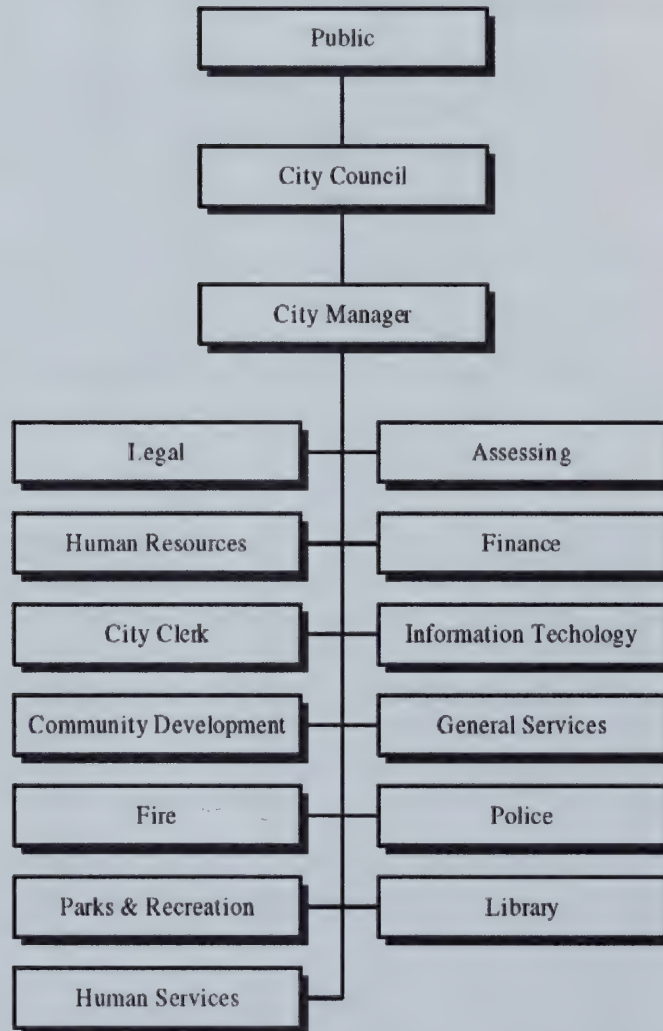 Public
City Council
City Manager
Legal
Assessing
Human Resources
Finance
City Clerk
Information Techology
Community Development
General Services
Fire
Police
Parks & Recreation
Library
Human Services